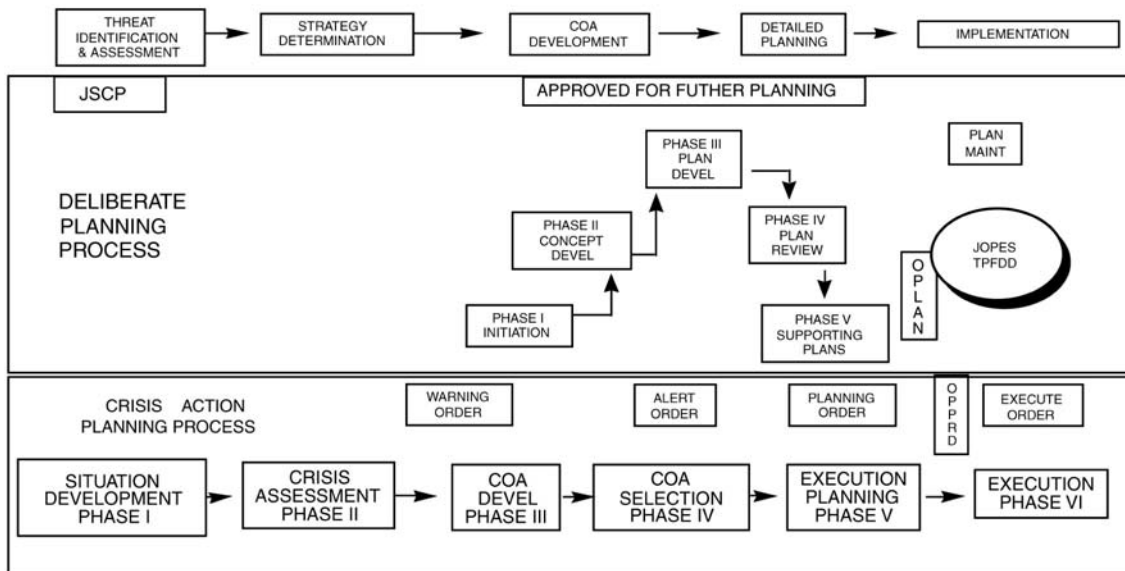 THREAT
IDENTIFICATION
& ASSESSMENT
STRATEGY
DETERMINATION
COA
DEVELOPMENT
DETAILED
PLANNING
IMPLEMENTATION
JSCP
APPROVED FOR FUTHER PLANNING
DELIBERATE
PLANNING
PROCESS
PHASE I
INITIATION
PHASE II
CONCEPT
DEVEL
PHASE III
PLAN
DEVEL
PHASE IV
PLAN
REVIEW
PHASE V
SUPPORTING
PLANS
PLAN
MAINT
JOPES
TPFDD
OPLAN
CRISIS ACTION
PLANNING PROCESS
WARNING
ORDER
ALERT
ORDER
PLANNING
ORDER
OPPRD
EXECUTE
ORDER
SITUATION
DEVELOPMENT
PHASE I
CRISIS
ASSESSMENT
PHASE II
COA
DEVEL
PHASE III
COA
SELECTION
PHASE IV
EXECUTION
PLANNING
PHASE V
EXECUTION
PHASE VI